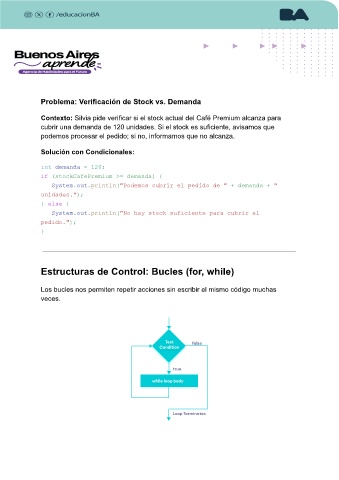 /educacionBA
BA
Buenos Aires
aprende
Agencia de Habilidades para el Futuro
Problema: Verificación de Stock vs. Demanda
Contexto: Silvia pide verificar si el stock actual del Café Premium alcanza para
cubrir una demanda de 120 unidades. Si el stock es suficiente, avisamos que
podemos procesar el pedido; si no, informamos que no alcanza.
Solución con Condicionales:
int demanda = 120;
if (stockCafePremium >= demanda) {
System.out.println("Podemos cubrir el pedido de " + demanda + "
unidades.");
} else {
System.out.println("No hay stock suficiente para cubrir el
pedido.");
}
Estructuras de Control: Bucles (for, while)
Los bucles nos permiten repetir acciones sin escribir el mismo código muchas
veces.
Test
Condition
False
True
while loop body
Loop Terminates